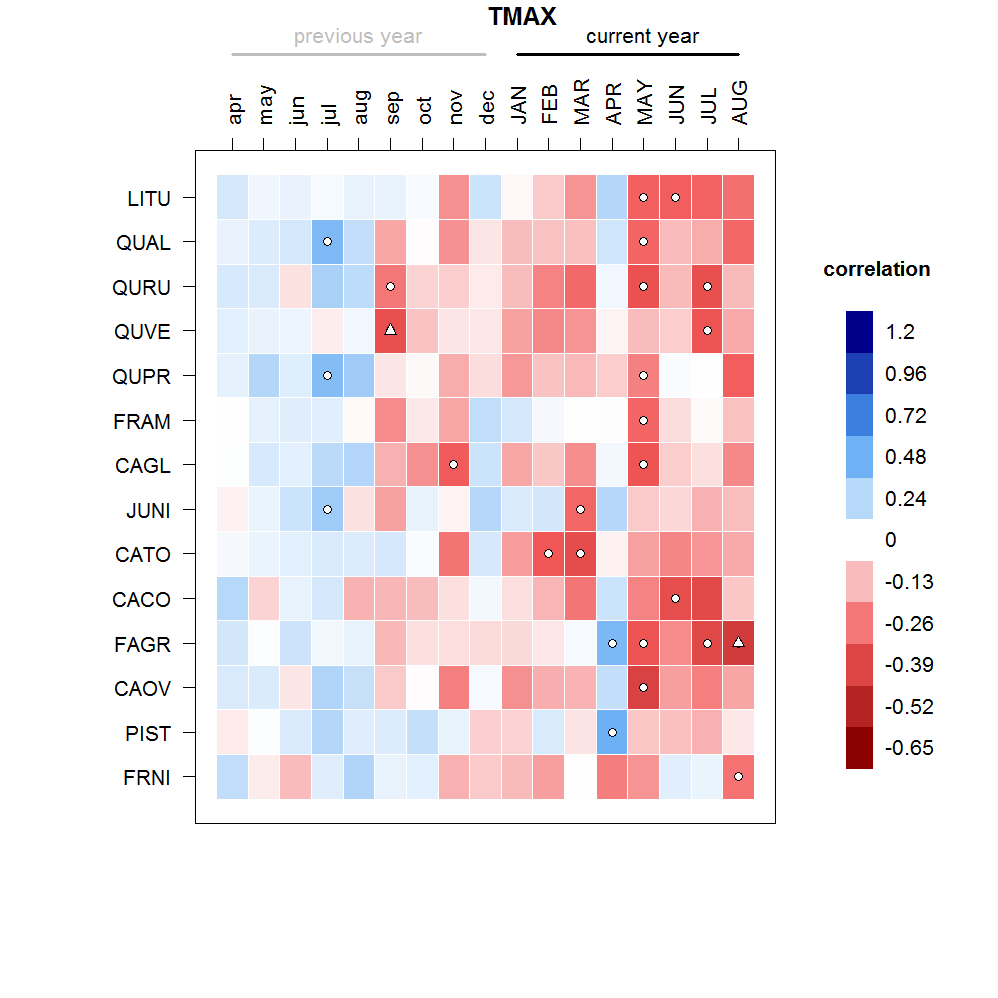 TMAX
previous year current year
apr may jun jul aug sep oct nov dec JAN FEB MAR APR MAY JUN JUL AUG
LITU
QUAL
QURU
QUVE
QUPR
FRAM
CAGL
JUNI
CATO
CACO
FAGR
CAOV
PIST
FRNI
correlation
1.2
0.96
0.72
0.48
0.24
0
-0.13
-0.26
-0.39
-0.52
-0.65